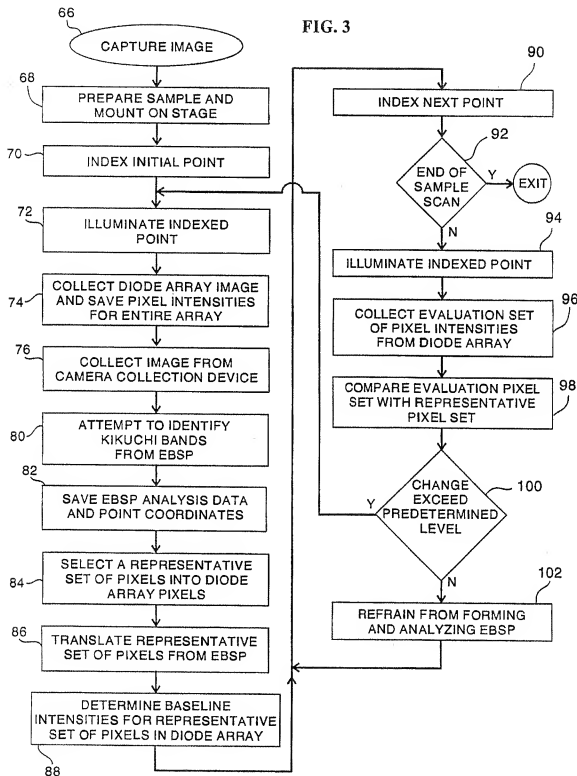 FIG. 3
66
CAPTURE IMAGE
68
PREPARE SAMPLE AND
MOUNT ON STAGE
70
INDEX INITIAL POINT
72
ILLUMINATE INDEXED
POINT
74
COLLECT DIODE ARRAY IMAGE
AND SAVE PIXEL INTENSITIES
FOR ENTIRE ARRAY
76
COLLECT IMAGE FROM
CAMERA COLLECTION DEVICE
80
ATTEMPT TO IDENTIFY
KIKUCHI BANDS
FROM EBSP
82
SAVE EBSP ANALYSIS DATA
AND POINT COORDINATES
84
SELECT A REPRESENTATIVE
SET OF PIXELS INTO DIODE
ARRAY PIXELS
86
TRANSLATE REPRESENTATIVE
SET OF PIXELS FROM EBSP
DETERMINE BASELINE
INTENSITIES FOR REPRESENTATIVE
SET OF PIXELS IN DIODE ARRAY
88
90
INDEX NEXT POINT
92
END OF
SAMPLE
SCAN
Y
EXIT
N
94
ILLUMINATE INDEXED POINT
96
COLLECT EVALUATION SET
OF PIXEL INTENSITIES
FROM DIODE ARRAY
98
COMPARE EVALUATION PIXEL
SET WITH REPRESENTATIVE
PIXEL SET
100
Y
CHANGE
EXCEED
PREDETERMINED
LEVEL
N
102
REFRAIN FROM FORMING
AND ANALYZING EBSP